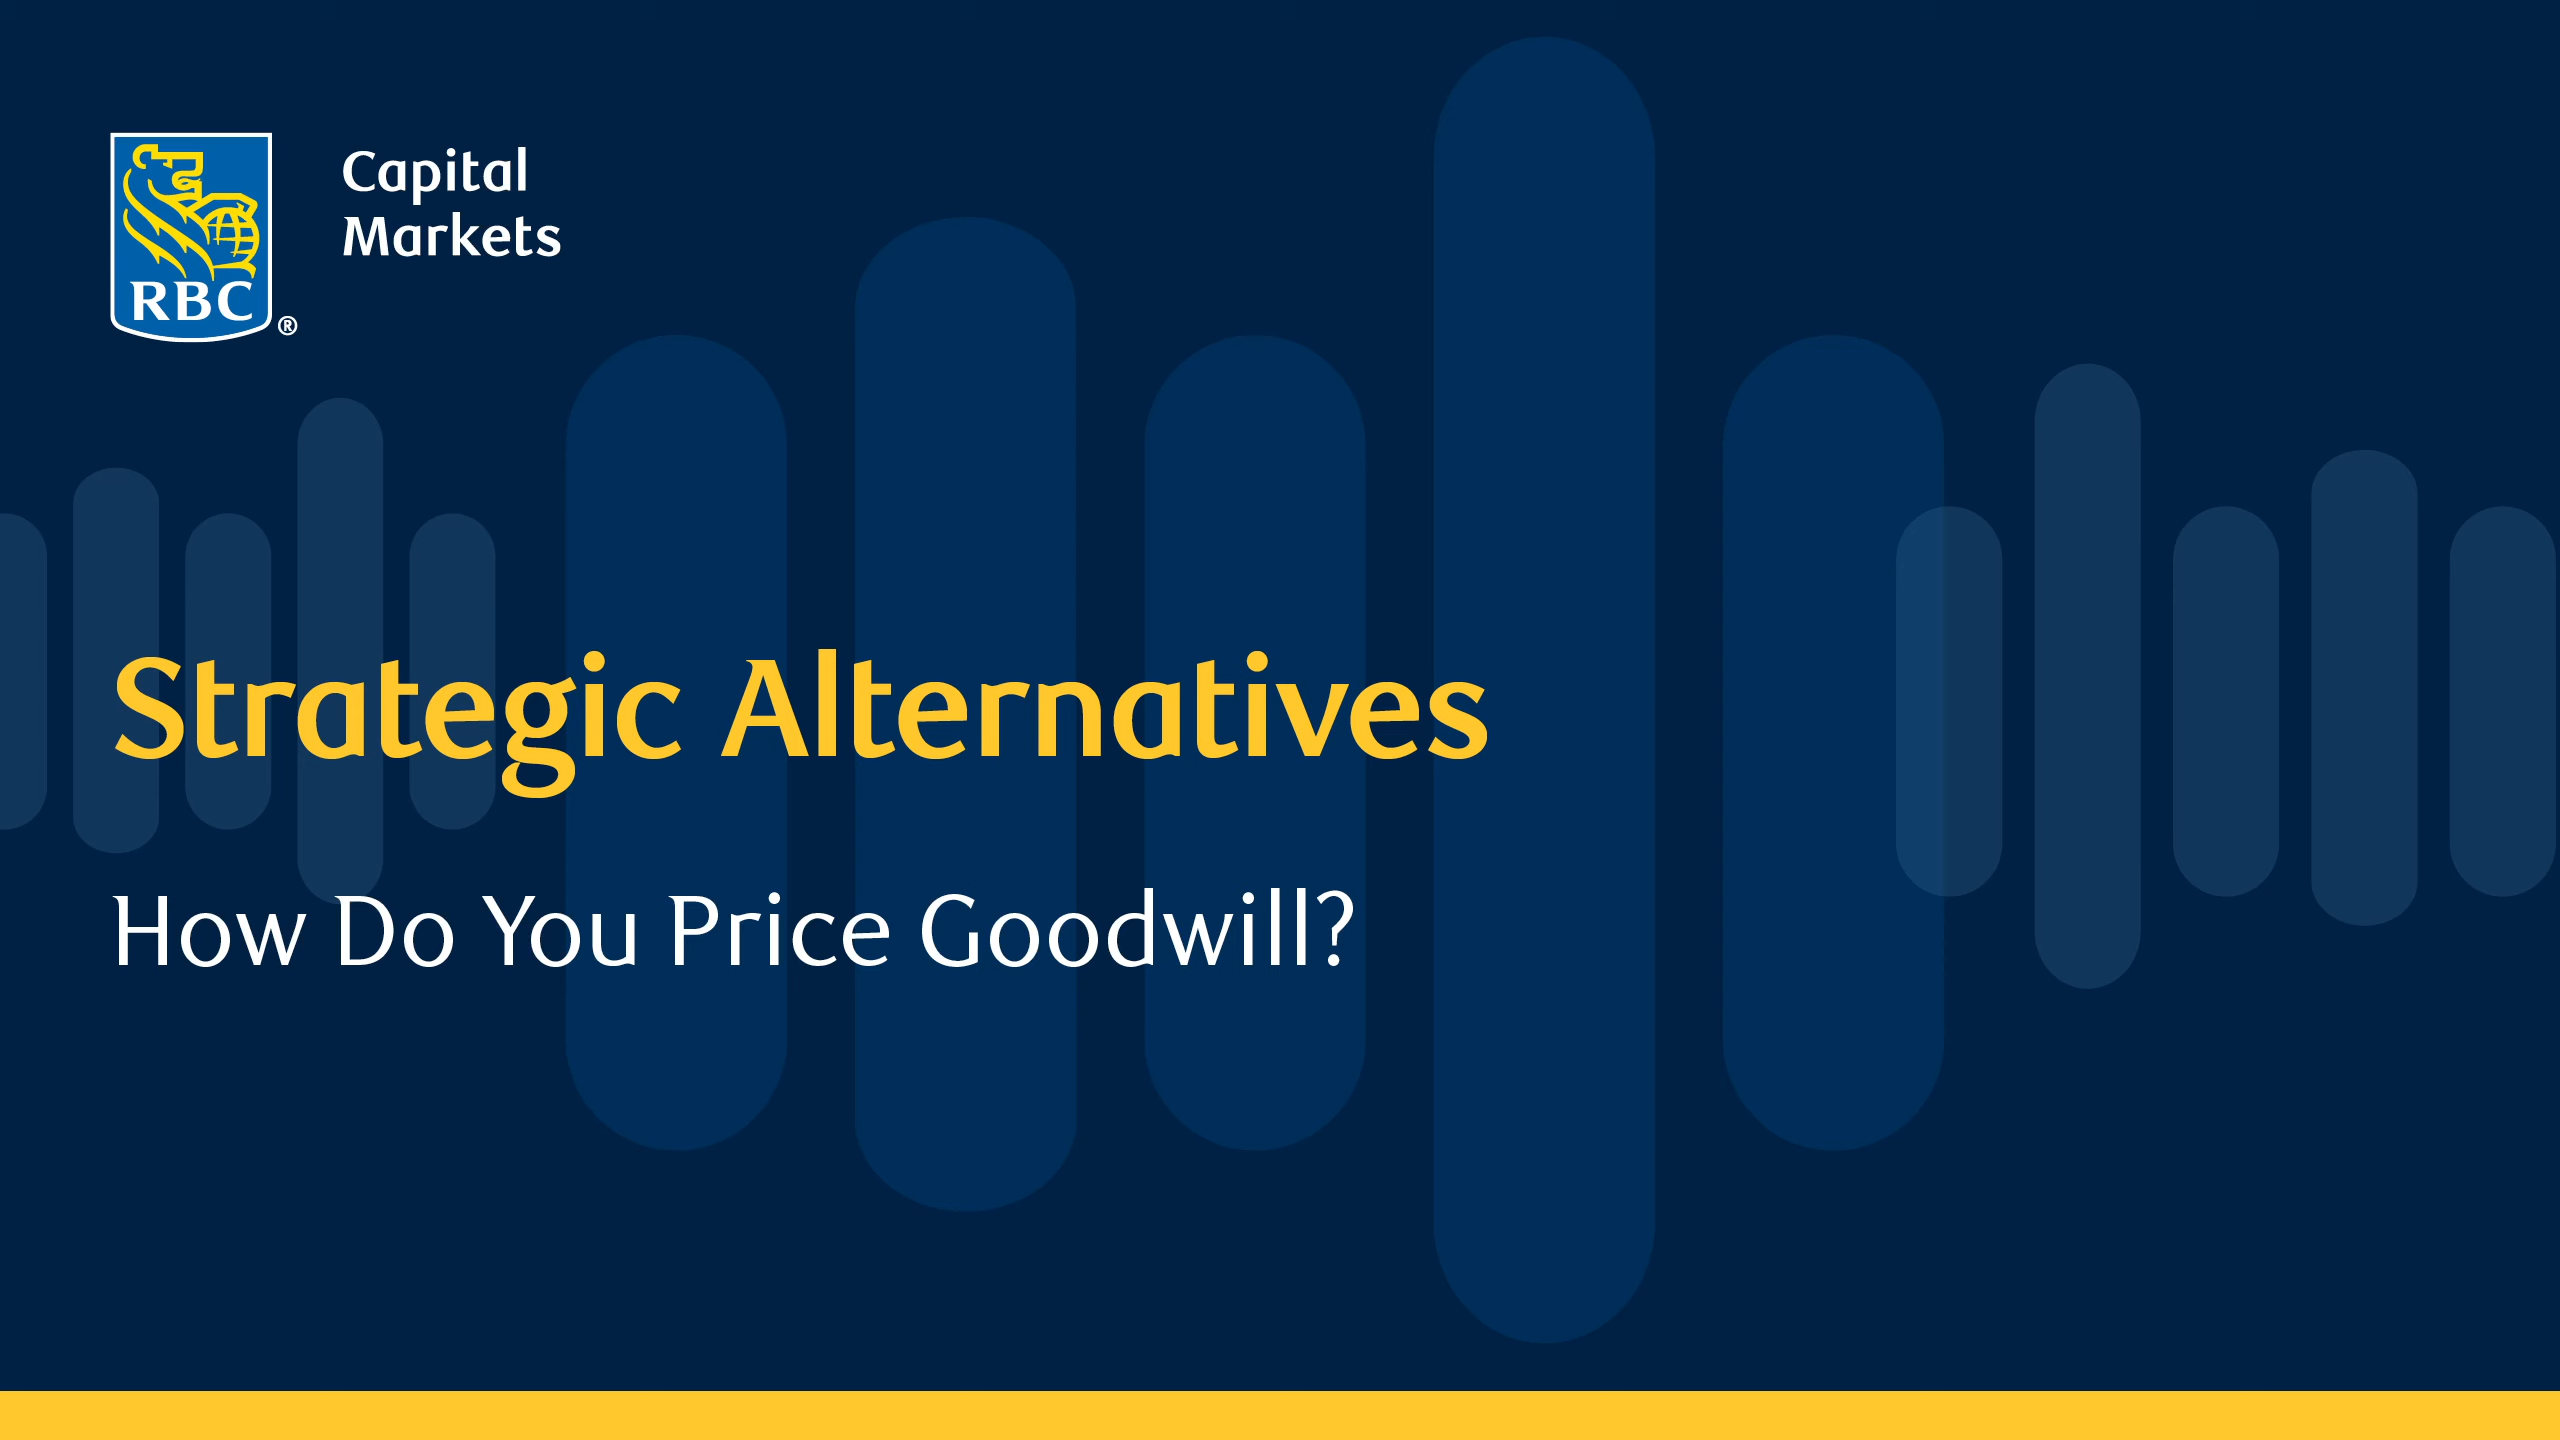 RBC
®
Capital
Markets
Strategic Alternatives
How Do You Price Goodwill?